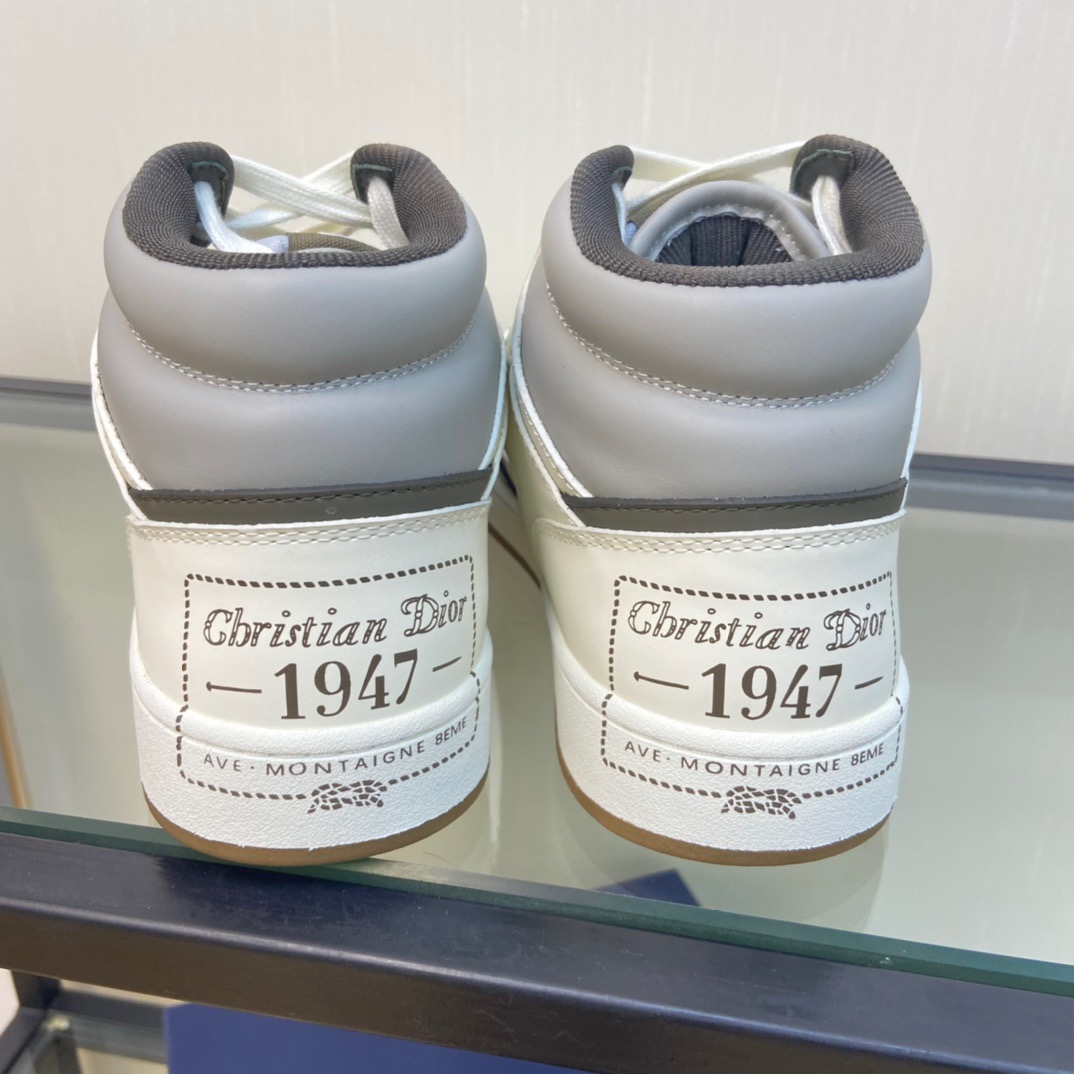 Christian Dior
1947
AVE· MONTAIGNE 8EME
Christian Dior
1947
AVE· MONTAIGNE 8EME